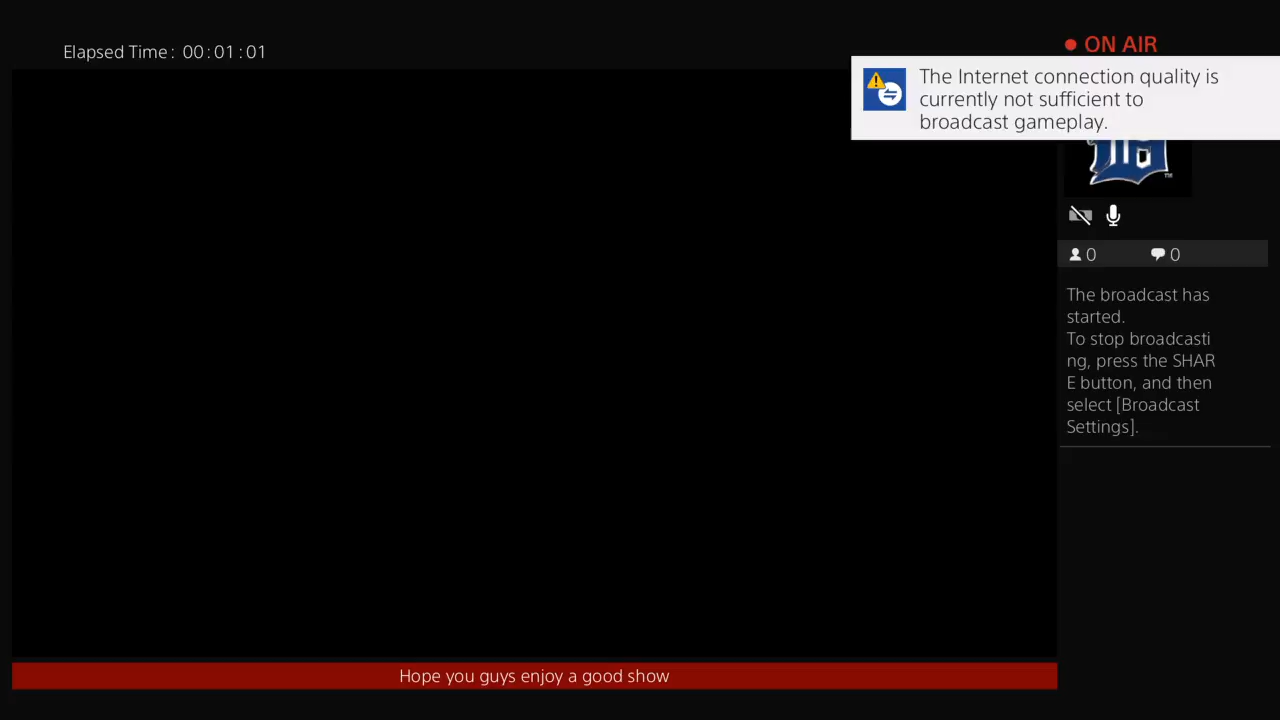 Elapsed Time: 00:01:01
ON AIR
The Internet connection quality is
currently not sufficient to
broadcast gameplay.
TM
0
0
The broadcast has
started.
To stop broadcasti
ng, press the SHAR
E button, and then
select [Broadcast
Settings].
Hope you guys enjoy a good show